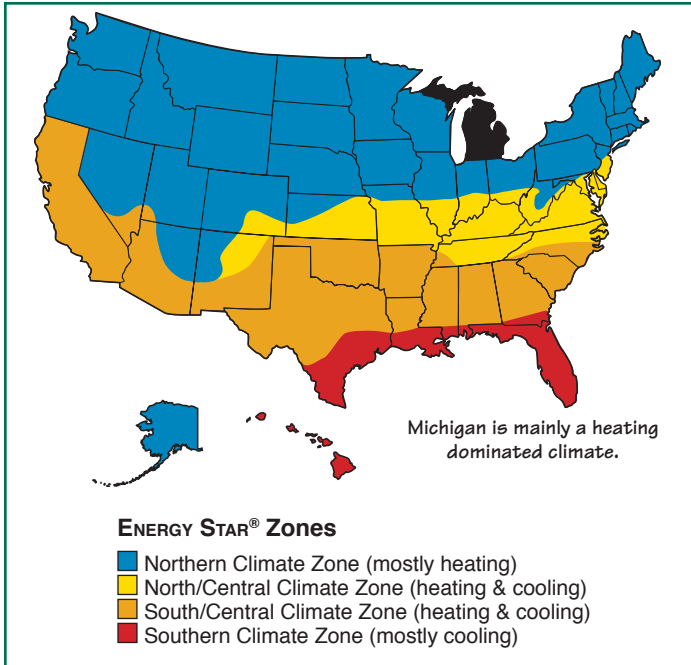 Michigan is mainly a heating
dominated climate.
ENERGY STAR® Zones
Northern Climate Zone (mostly heating)
North/Central Climate Zone (heating & cooling)
South/Central Climate Zone (heating & cooling)
Southern Climate Zone (mostly cooling)